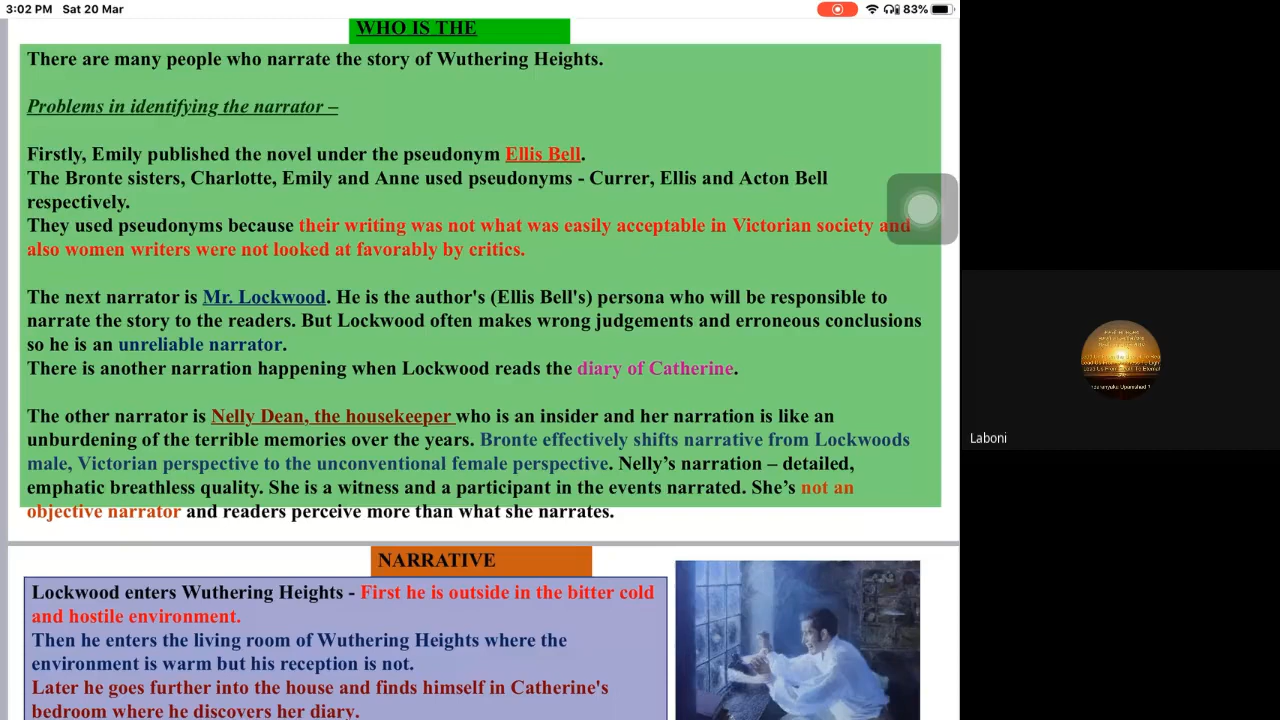 3:02 PM Sat 20 Mar
83%
WHO IS THE
There are many people who narrate the story of Wuthering Heights.
Problems in identifying the narrator –
Firstly, Emily published the novel under the pseudonym Ellis Bell.
The Bronte sisters, Charlotte, Emily and Anne used pseudonyms - Currer, Ellis and Acton Bell
respectively.
They used pseudonyms because their writing was not what was easily acceptable in Victorian society and
also women writers were not looked at favorably by critics.
The next narrator is Mr. Lockwood. He is the author's (Ellis Bell's) persona who will be responsible to
narrate the story to the readers. But Lockwood often makes wrong judgements and erroneous conclusions
so he is an unreliable narrator.
There is another narration happening when Lockwood reads the diary of Catherine.
The other narrator is Nelly Dean, the housekeeper who is an insider and her narration is like an
unburdening of the terrible memories over the years. Bronte effectively shifts narrative from Lockwoods
male, Victorian perspective to the unconventional female perspective. Nelly’s narration – detailed,
emphatic breathless quality. She is a witness and a participant in the events narrated. She’s not an
objective narrator and readers perceive more than what she narrates.
NARRATIVE
Lockwood enters Wuthering Heights - First he is outside in the bitter cold
and hostile environment.
Then he enters the living room of Wuthering Heights where the
environment is warm but his reception is not.
Later he goes further into the house and finds himself in Catherine's
bedroom where he discovers her diary.
Laboni